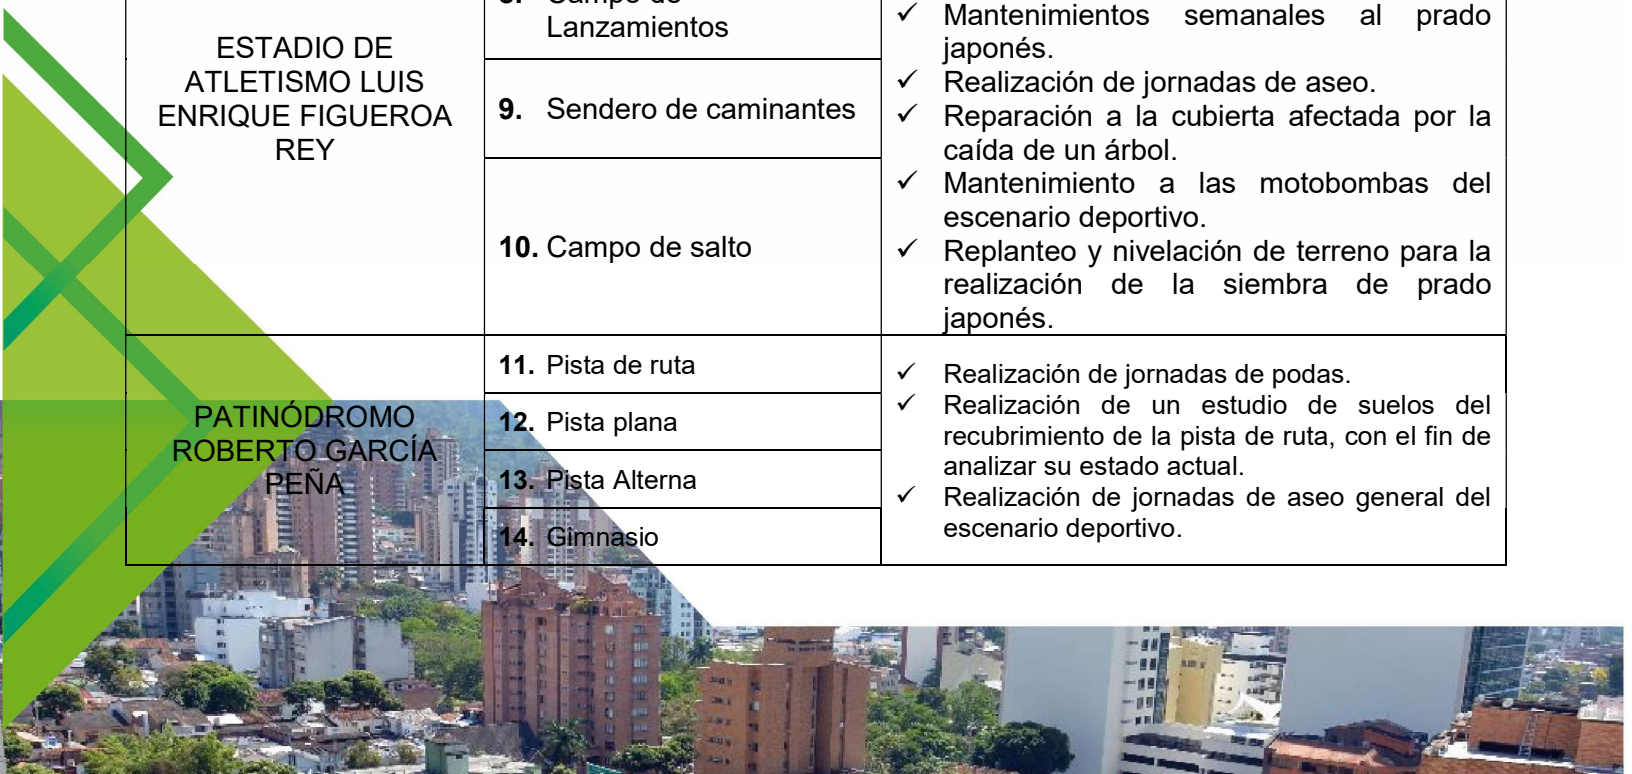 ESTADIO DE
ATLETISMO LUIS
ENRIQUE FIGUEROA
REY
Lanzamientos
9. Sendero de caminantes
10. Campo de salto
✓ Mantenimientos semanales al prado
japonés.
✓ Realización de jornadas de aseo.
✓ Reparación a la cubierta afectada por la
caída de un árbol.
✓ Mantenimiento a las motobombas del
escenario deportivo.
✓ Replanteo y nivelación de terreno para la
realización de la siembra de prado
japonés.
PATINÓDROMO
ROBERTO GARCÍA
PEÑA
11. Pista de ruta
12. Pista plana
13. Pista Alterna
14. Gimnasio
✓ Realización de jornadas de podas.
✓ Realización de un estudio de suelos del
recubrimiento de la pista de ruta, con el fin de
analizar su estado actual.
✓ Realización de jornadas de aseo general del
escenario deportivo.